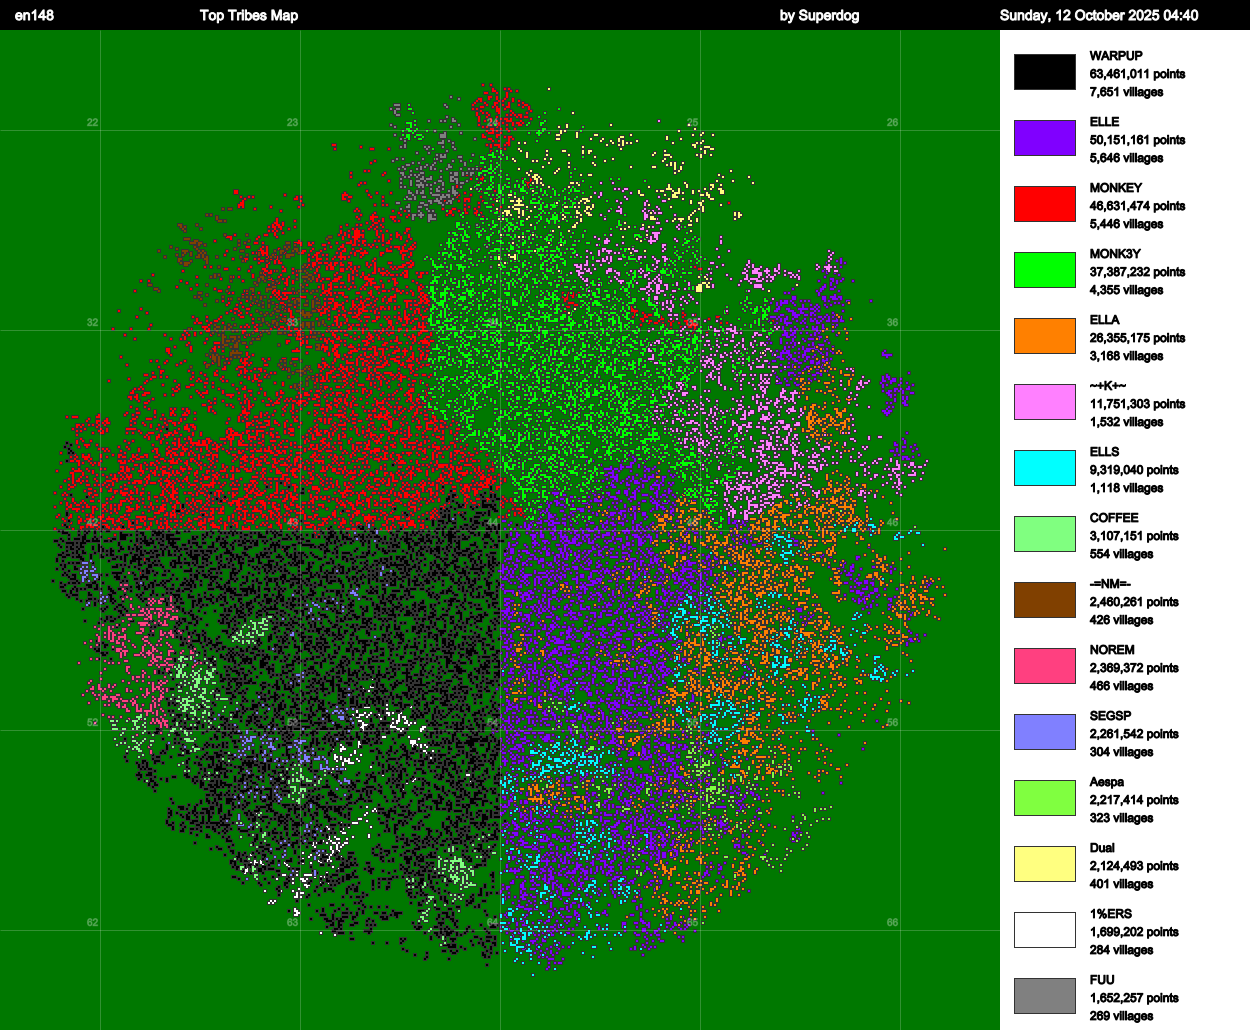 en148 Top Tribes Map by Superdog Sunday, 12 October 2025 04:40
WARPUP
63,461,011 points
7,651 villages
ELLE
50,151,161 points
5,646 villages
MONKEY
46,631,474 points
5,446 villages
MONK3Y
37,387,232 points
4,355 villages
ELLA
26,355,175 points
3,168 villages
~+K+~
11,751,303 points
1,532 villages
ELLS
9,319,040 points
1,118 villages
COFFEE
3,107,151 points
554 villages
-=NM=-
2,460,261 points
426 villages
NOREM
2,369,372 points
466 villages
SEGSP
2,261,542 points
304 villages
Aespa
2,217,414 points
323 villages
Dual
2,124,493 points
401 villages
1%ERS
1,699,202 points
284 villages
FUU
1,652,257 points
269 villages
22 23 24 25 26
32 33 34 35 36
42 43 44 45 46
52 53 54 55 56
62 63 64 65 66